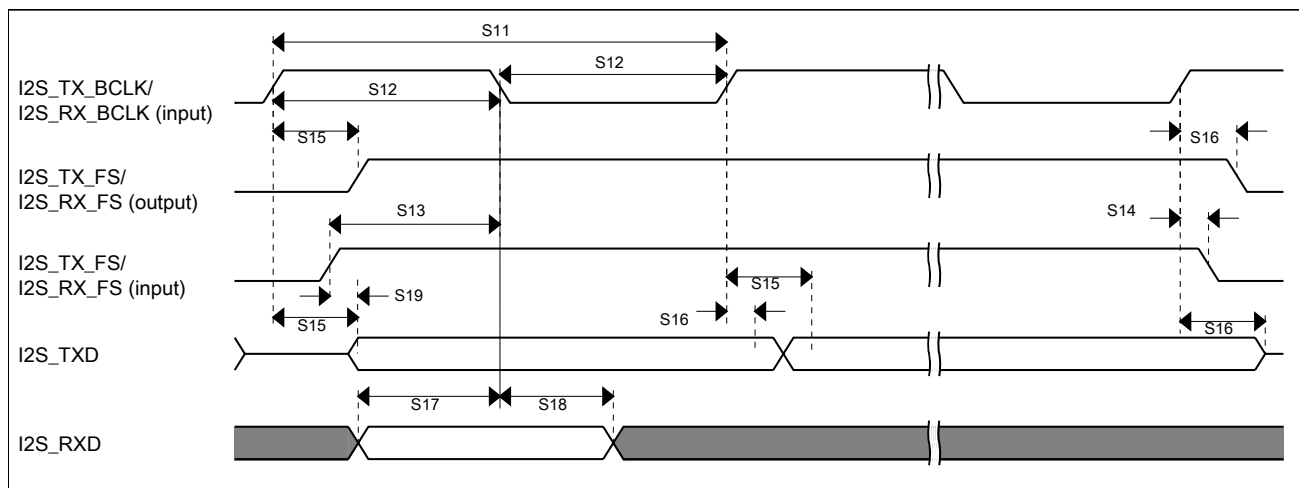 S11
I2S_TX_BCLK/
I2S_RX_BCLK (input)
S12
S12
S15
S16
I2S_TX_FS/
I2S_RX_FS (output)
S13
S14
I2S_TX_FS/
I2S_RX_FS (input)
S15
S19
S15
S16
S16
I2S_TXD
S17
S18
I2S_RXD